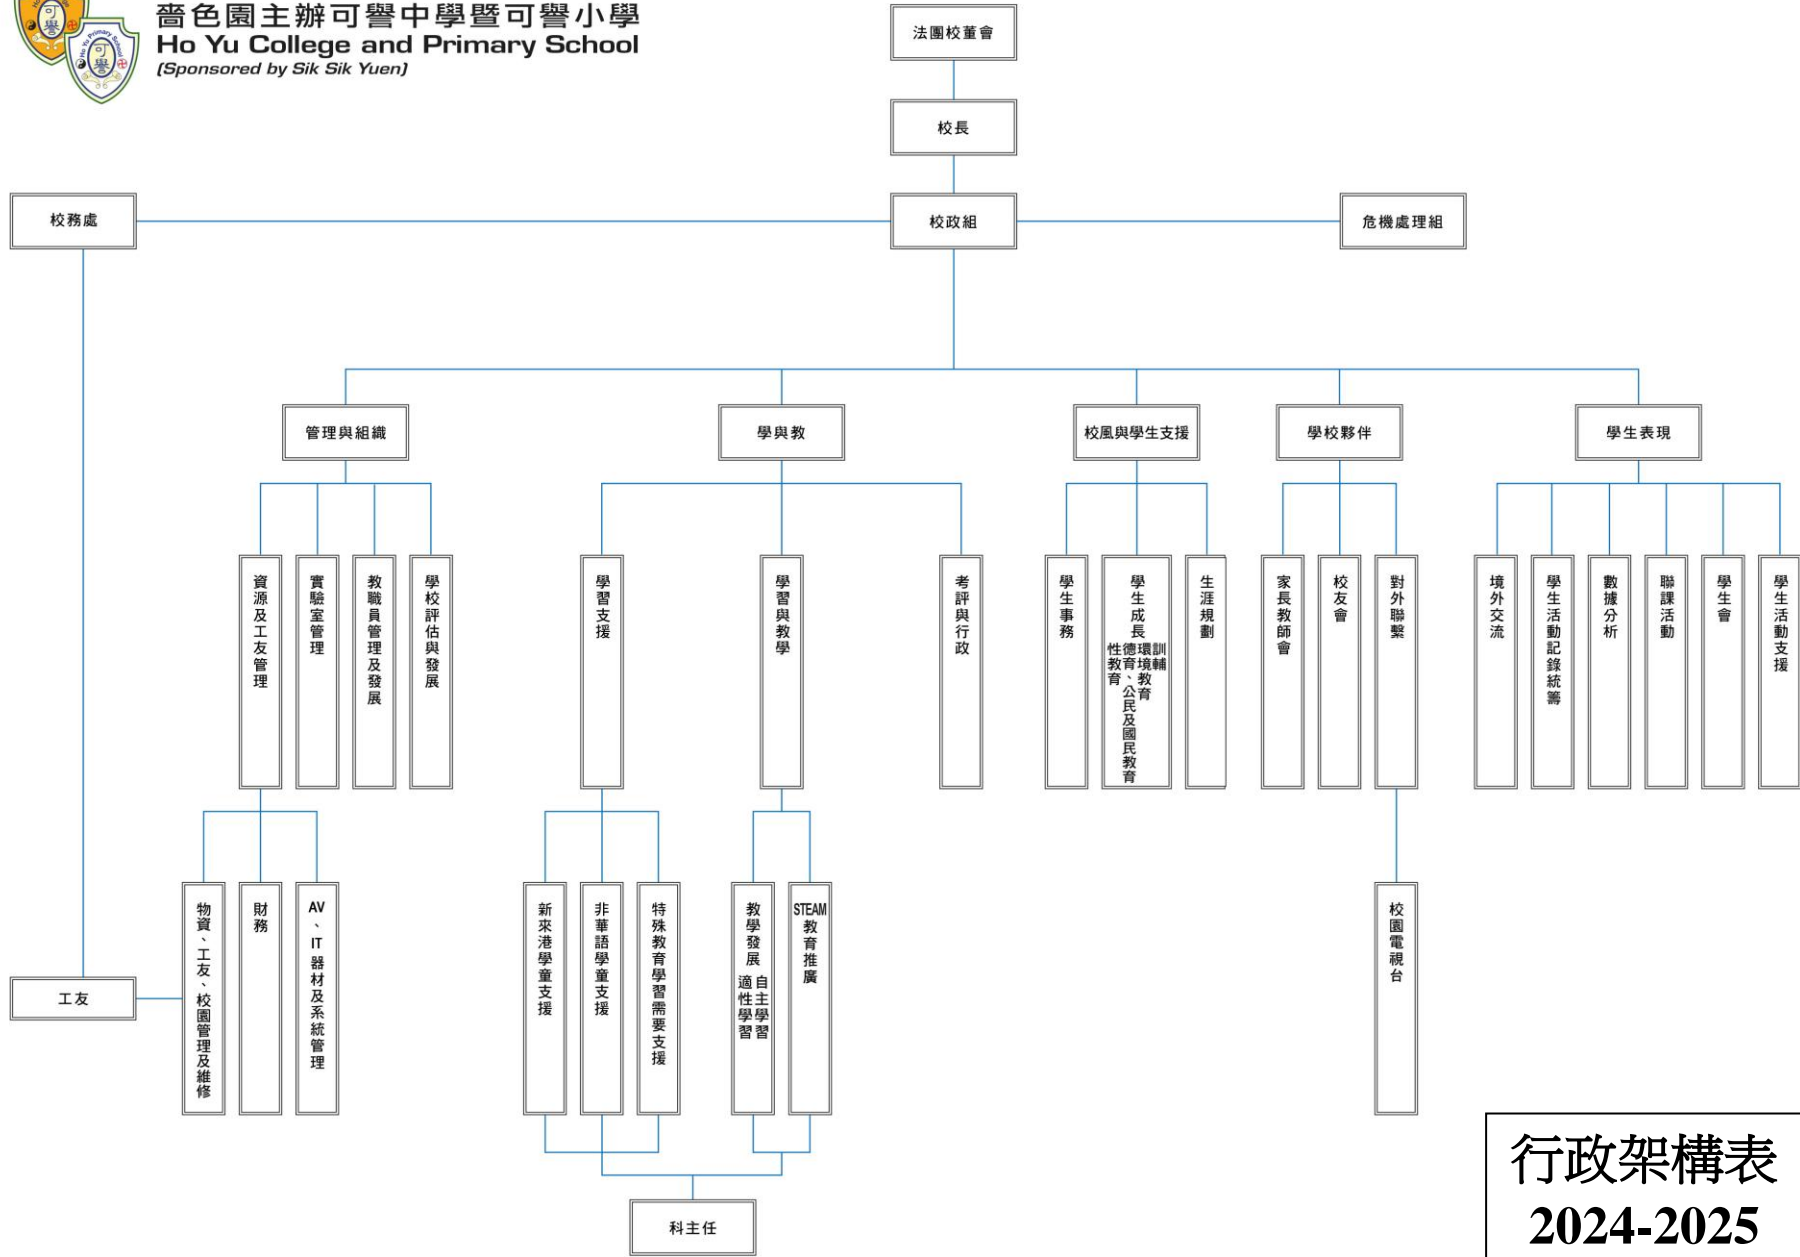 嗇色園主辦可譽中學暨可譽小學
Ho Yu College and Primary School
(Sponsored by Sik Sik Yuen)
可譽
可譽
法團校董會
校長
校務處
校政組
危機處理組
管理與組織
學與教
校風與學生支援
學校夥伴
學生表現
資源及工友管理
實驗室管理
教職員管理及發展
學校評估與發展
學習支援
學習與教學
考評與行政
學生事務
學生成長
訓輔
環境教育
德育、公民及國民教育
性教育
生涯規劃
家長教師會
校友會
對外聯繫
境外交流
學生活動記錄統籌
數據分析
聯課活動
學生會
學生活動支援
工友
物資、工友、校園管理及維修
財務
AV、IT器材及系統管理
新來港學童支援
非華語學童支援
特殊教育學習需要支援
教學發展
自主學習
適性學習
STEAM教育推廣
校園電視台
科主任
行政架構表
2024-2025